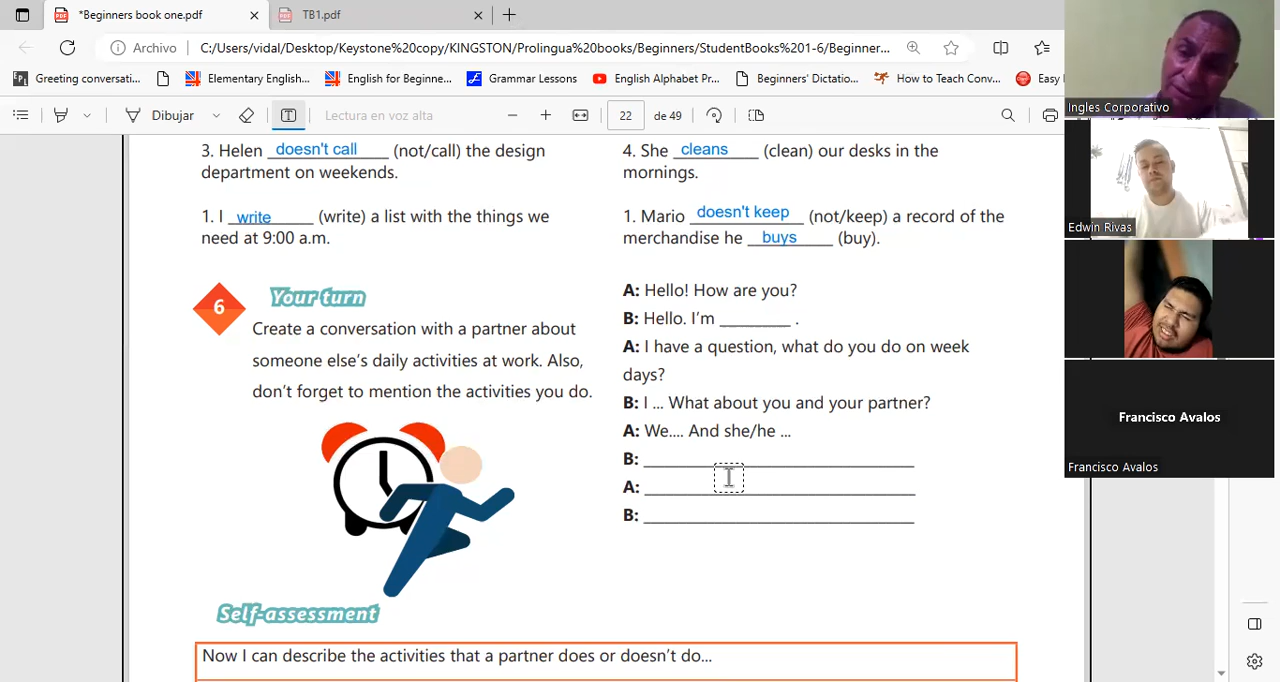 *Beginners book one.pdf
TB1.pdf
Archivo
C:/Users/vidal/Desktop/Keystone%20copy/KINGSTON/Prolingua%20books/Beginners/StudentBooks%201-6/Beginner...
Greeting conversati...
Elementary English...
English for Beginne...
Grammar Lessons
English Alphabet Pr...
Beginners' Dictatio...
How to Teach Conv...
Easy
Dibujar
Lectura en voz alta
22
de 49
3. Helen doesn't call (not/call) the design
department on weekends.
1. I write (write) a list with the things we
need at 9:00 a.m.
4. She cleans (clean) our desks in the
mornings.
1. Mario doesn't keep (not/keep) a record of the
merchandise he buys (buy).
6
Your turn
Create a conversation with a partner about
someone else's daily activities at work. Also,
don't forget to mention the activities you do.
A: Hello! How are you?
B: Hello. I'm ________ .
A: I have a question, what do you do on week
days?
B: I ... What about you and your partner?
A: We.... And she/he ...
B: ______________________________
A: ______________________________
B: ______________________________
Self-assessment
Now I can describe the activities that a partner does or doesn't do...
Ingles Corporativo
Edwin Rivas
Francisco Avalos
Francisco Avalos